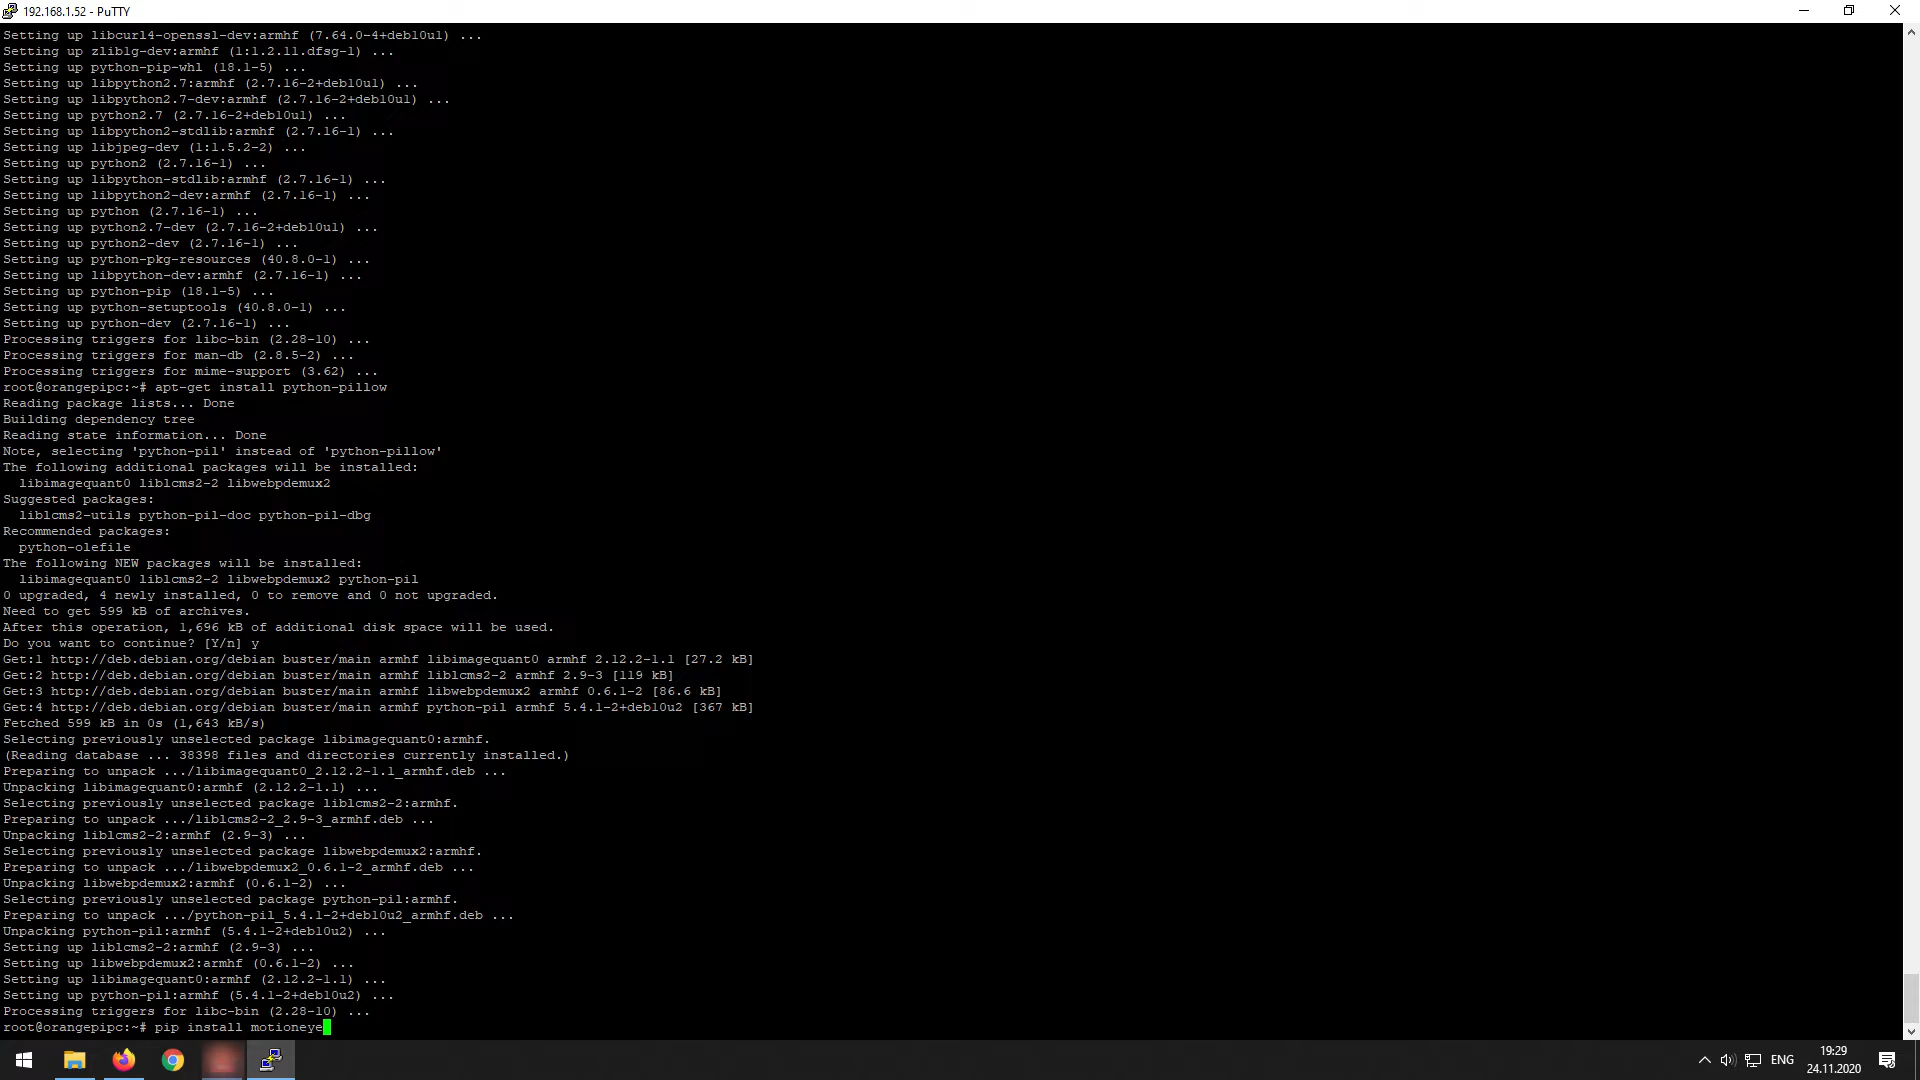 192.168.1.52 - PuTTY
Setting up libcurl4-openssl-dev:armhf (7.64.0-4+deb10u1) ...
Setting up zlib1g-dev:armhf (1:1.2.11.dfsg-1) ...
Setting up python-pip-whl (18.1-5) ...
Setting up libpython2.7:armhf (2.7.16-2+deb10u1) ...
Setting up libpython2.7-dev:armhf (2.7.16-2+deb10u1) ...
Setting up python2.7 (2.7.16-2+deb10u1) ...
Setting up libpython2-stdlib:armhf (2.7.16-1) ...
Setting up libjpeg-dev (1:1.5.2-2) ...
Setting up python2 (2.7.16-1) ...
Setting up libpython-stdlib:armhf (2.7.16-1) ...
Setting up libpython2-dev:armhf (2.7.16-1) ...
Setting up python (2.7.16-1) ...
Setting up python2.7-dev (2.7.16-2+deb10u1) ...
Setting up python2-dev (2.7.16-1) ...
Setting up python-pkg-resources (40.8.0-1) ...
Setting up libpython-dev:armhf (2.7.16-1) ...
Setting up python-pip (18.1-5) ...
Setting up python-setuptools (40.8.0-1) ...
Setting up python-dev (2.7.16-1) ...
Processing triggers for libc-bin (2.28-10) ...
Processing triggers for man-db (2.8.5-2) ...
Processing triggers for mime-support (3.62) ...
root@orangepipc:~# apt-get install python-pillow
Reading package lists... Done
Building dependency tree
Reading state information... Done
Note, selecting 'python-pil' instead of 'python-pillow'
The following additional packages will be installed:
libimagequant0 liblcms2-2 libwebpdemux2
Suggested packages:
liblcms2-utils python-pil-doc python-pil-dbg
Recommended packages:
python-olefile
The following NEW packages will be installed:
libimagequant0 liblcms2-2 libwebpdemux2 python-pil
0 upgraded, 4 newly installed, 0 to remove and 0 not upgraded.
Need to get 599 kB of archives.
After this operation, 1,696 kB of additional disk space will be used.
Do you want to continue? [Y/n] y
Get:1 http://deb.debian.org/debian buster/main armhf libimagequant0 armhf 2.12.2-1.1 [27.2 kB]
Get:2 http://deb.debian.org/debian buster/main armhf liblcms2-2 armhf 2.9-3 [119 kB]
Get:3 http://deb.debian.org/debian buster/main armhf libwebpdemux2 armhf 0.6.1-2 [86.6 kB]
Get:4 http://deb.debian.org/debian buster/main armhf python-pil armhf 5.4.1-2+deb10u2 [367 kB]
Fetched 599 kB in 0s (1,643 kB/s)
Selecting previously unselected package libimagequant0:armhf.
(Reading database ... 38398 files and directories currently installed.)
Preparing to unpack .../libimagequant0_2.12.2-1.1_armhf.deb ...
Unpacking libimagequant0:armhf (2.12.2-1.1) ...
Selecting previously unselected package liblcms2-2:armhf.
Preparing to unpack .../liblcms2-2_2.9-3_armhf.deb ...
Unpacking liblcms2-2:armhf (2.9-3) ...
Selecting previously unselected package libwebpdemux2:armhf.
Preparing to unpack .../libwebpdemux2_0.6.1-2_armhf.deb ...
Unpacking libwebpdemux2:armhf (0.6.1-2) ...
Selecting previously unselected package python-pil:armhf.
Preparing to unpack .../python-pil_5.4.1-2+deb10u2_armhf.deb ...
Unpacking python-pil:armhf (5.4.1-2+deb10u2) ...
Setting up liblcms2-2:armhf (2.9-3) ...
Setting up libwebpdemux2:armhf (0.6.1-2) ...
Setting up libimagequant0:armhf (2.12.2-1.1) ...
Setting up python-pil:armhf (5.4.1-2+deb10u2) ...
Processing triggers for libc-bin (2.28-10) ...
root@orangepipc:~# pip install motioneye
ENG
19:29
24.11.2020